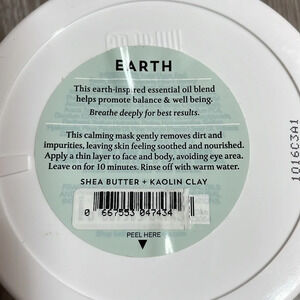 EARTH
This earth-inspired essential oil blend
helps promote balance & well being.
Breathe deeply for best results.
This calming mask gently removes dirt and
impurities, leaving skin feeling soothed and nourished.
Apply a thin layer to face and body, avoiding eye area.
Leave on for 10 minutes. Rinse off with warm water.
SHEA BUTTER + KAOLIN CLAY
0 667553 047434
PEEL HERE
1016C3A1